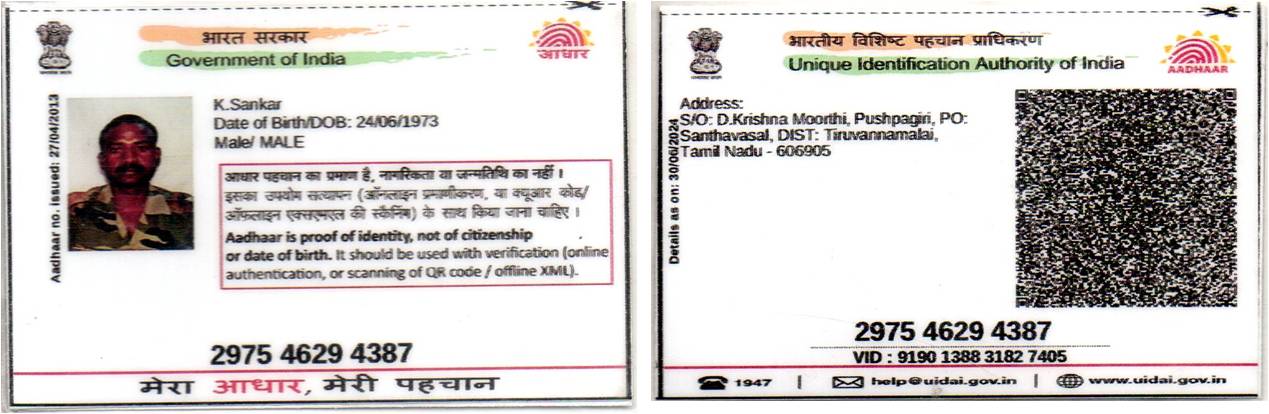 भारत सरकार
Government of India
आधार
Aadhaar no. issued: 27/04/2013
K.Sankar
Date of Birth/DOB: 24/06/1973
Male/ MALE
आधार पहचान का प्रमाण है, नागरिकता या जन्मतिथि का नहीं ।
इसका उपयोग सत्यापन (ऑनलाइन प्रमाणीकरण, या क्यूआर कोड/
ऑफ़लाइन एक्सएमएल की स्कैनिंग) के साथ किया जाना चाहिए ।
Aadhaar is proof of identity, not of citizenship
or date of birth. It should be used with verification (online
authentication, or scanning of QR code / offline XML).
2975 4629 4387
मेरा आधार, मेरी पहचान
भारतीय विशिष्ट पहचान प्राधिकरण
Unique Identification Authority of India
AADHAAR
Details as on: 30/06/2024
Address:
S/O: D.Krishna Moorthi, Pushpagiri, PO:
Santhavasal, DIST: Tiruvannamalai,
Tamil Nadu - 606905
2975 4629 4387
VID : 9190 1388 3182 7405
1947 | help@uidai.gov.in | www.uidai.gov.in